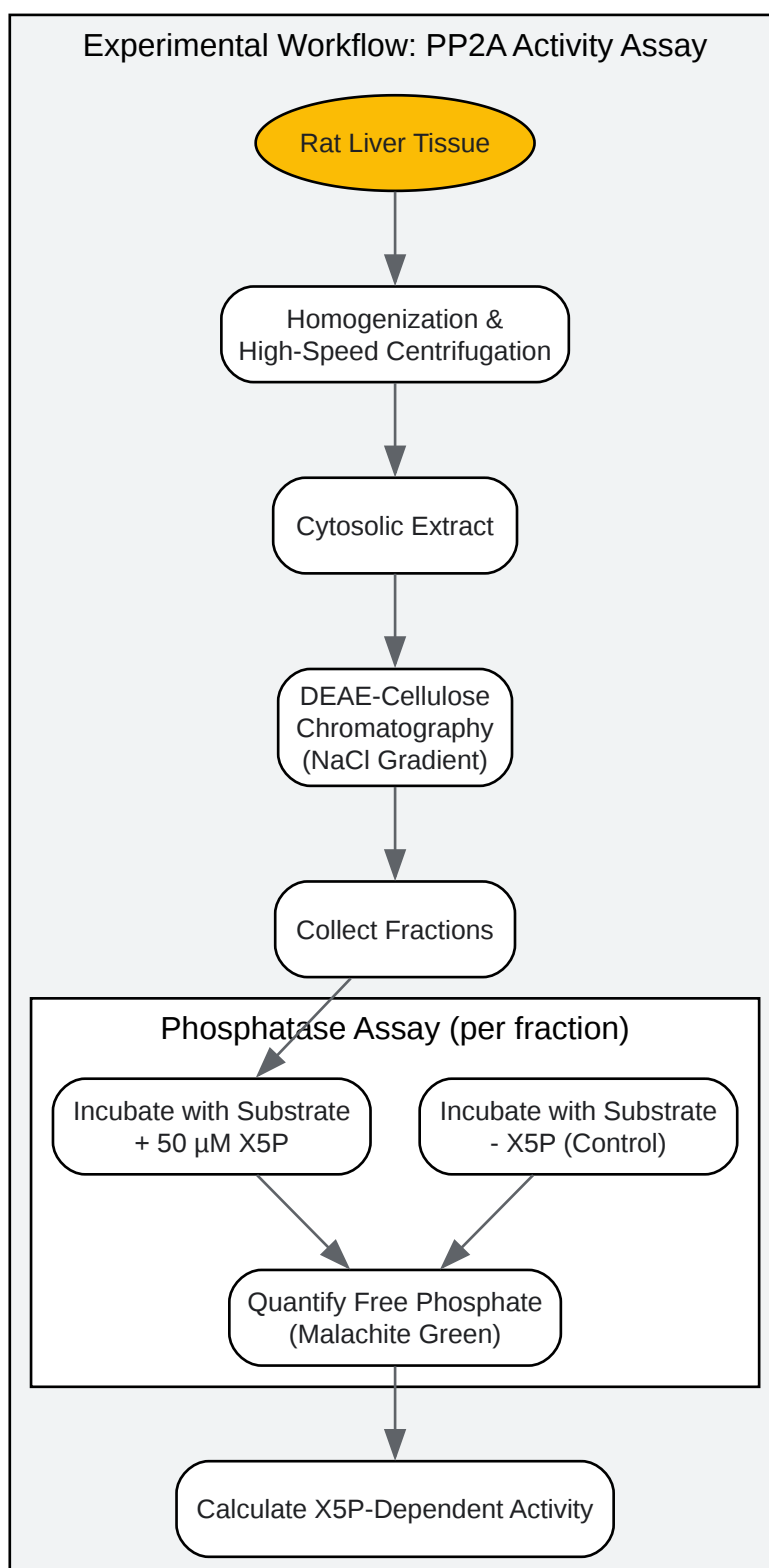 Experimental Workflow: PP2A Activity Assay
Rat Liver Tissue
Homogenization &
High-Speed Centrifugation
Cytosolic Extract
DEAE-Cellulose
Chromatography
(NaCl Gradient)
Collect Fractions
Phosphatase Assay (per fraction)
Incubate with Substrate
+ 50 µM X5P
Incubate with Substrate
- X5P (Control)
Quantify Free Phosphate
(Malachite Green)
Calculate X5P-Dependent Activity